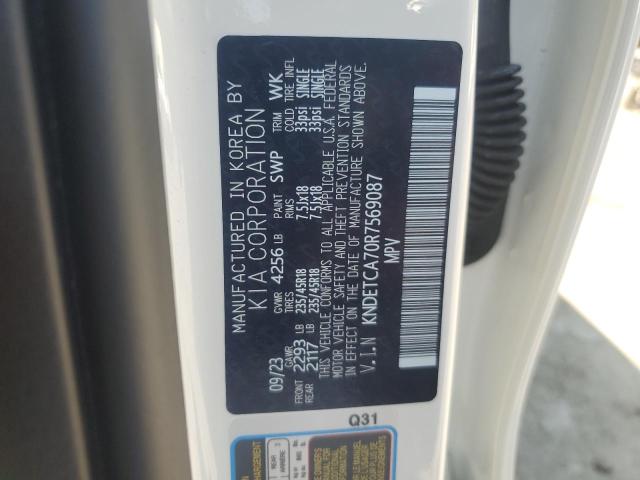 MANUFACTURED IN KOREA BY
KIA CORPORATION
09/23 GVWR 4256 LB PAINT SWP TRIM WK
GAWR TIRES RIMS COLD TIRE INFL
FRONT 2293 LB 235/45R18 7.5Jx18 33psi SINGLE
REAR 2117 LB 235/45R18 7.5Jx18 33psi SINGLE
THIS VEHICLE CONFORMS TO ALL APPLICABLE U.S.A. FEDERAL
MOTOR VEHICLE SAFETY AND THEFT PREVENTION STANDARDS
IN EFFECT ON THE DATE OF MANUFACTURE SHOWN ABOVE.
V.I.N KNDETCA70R7569087
MPV
Q31
REAR
ARRIÈRE